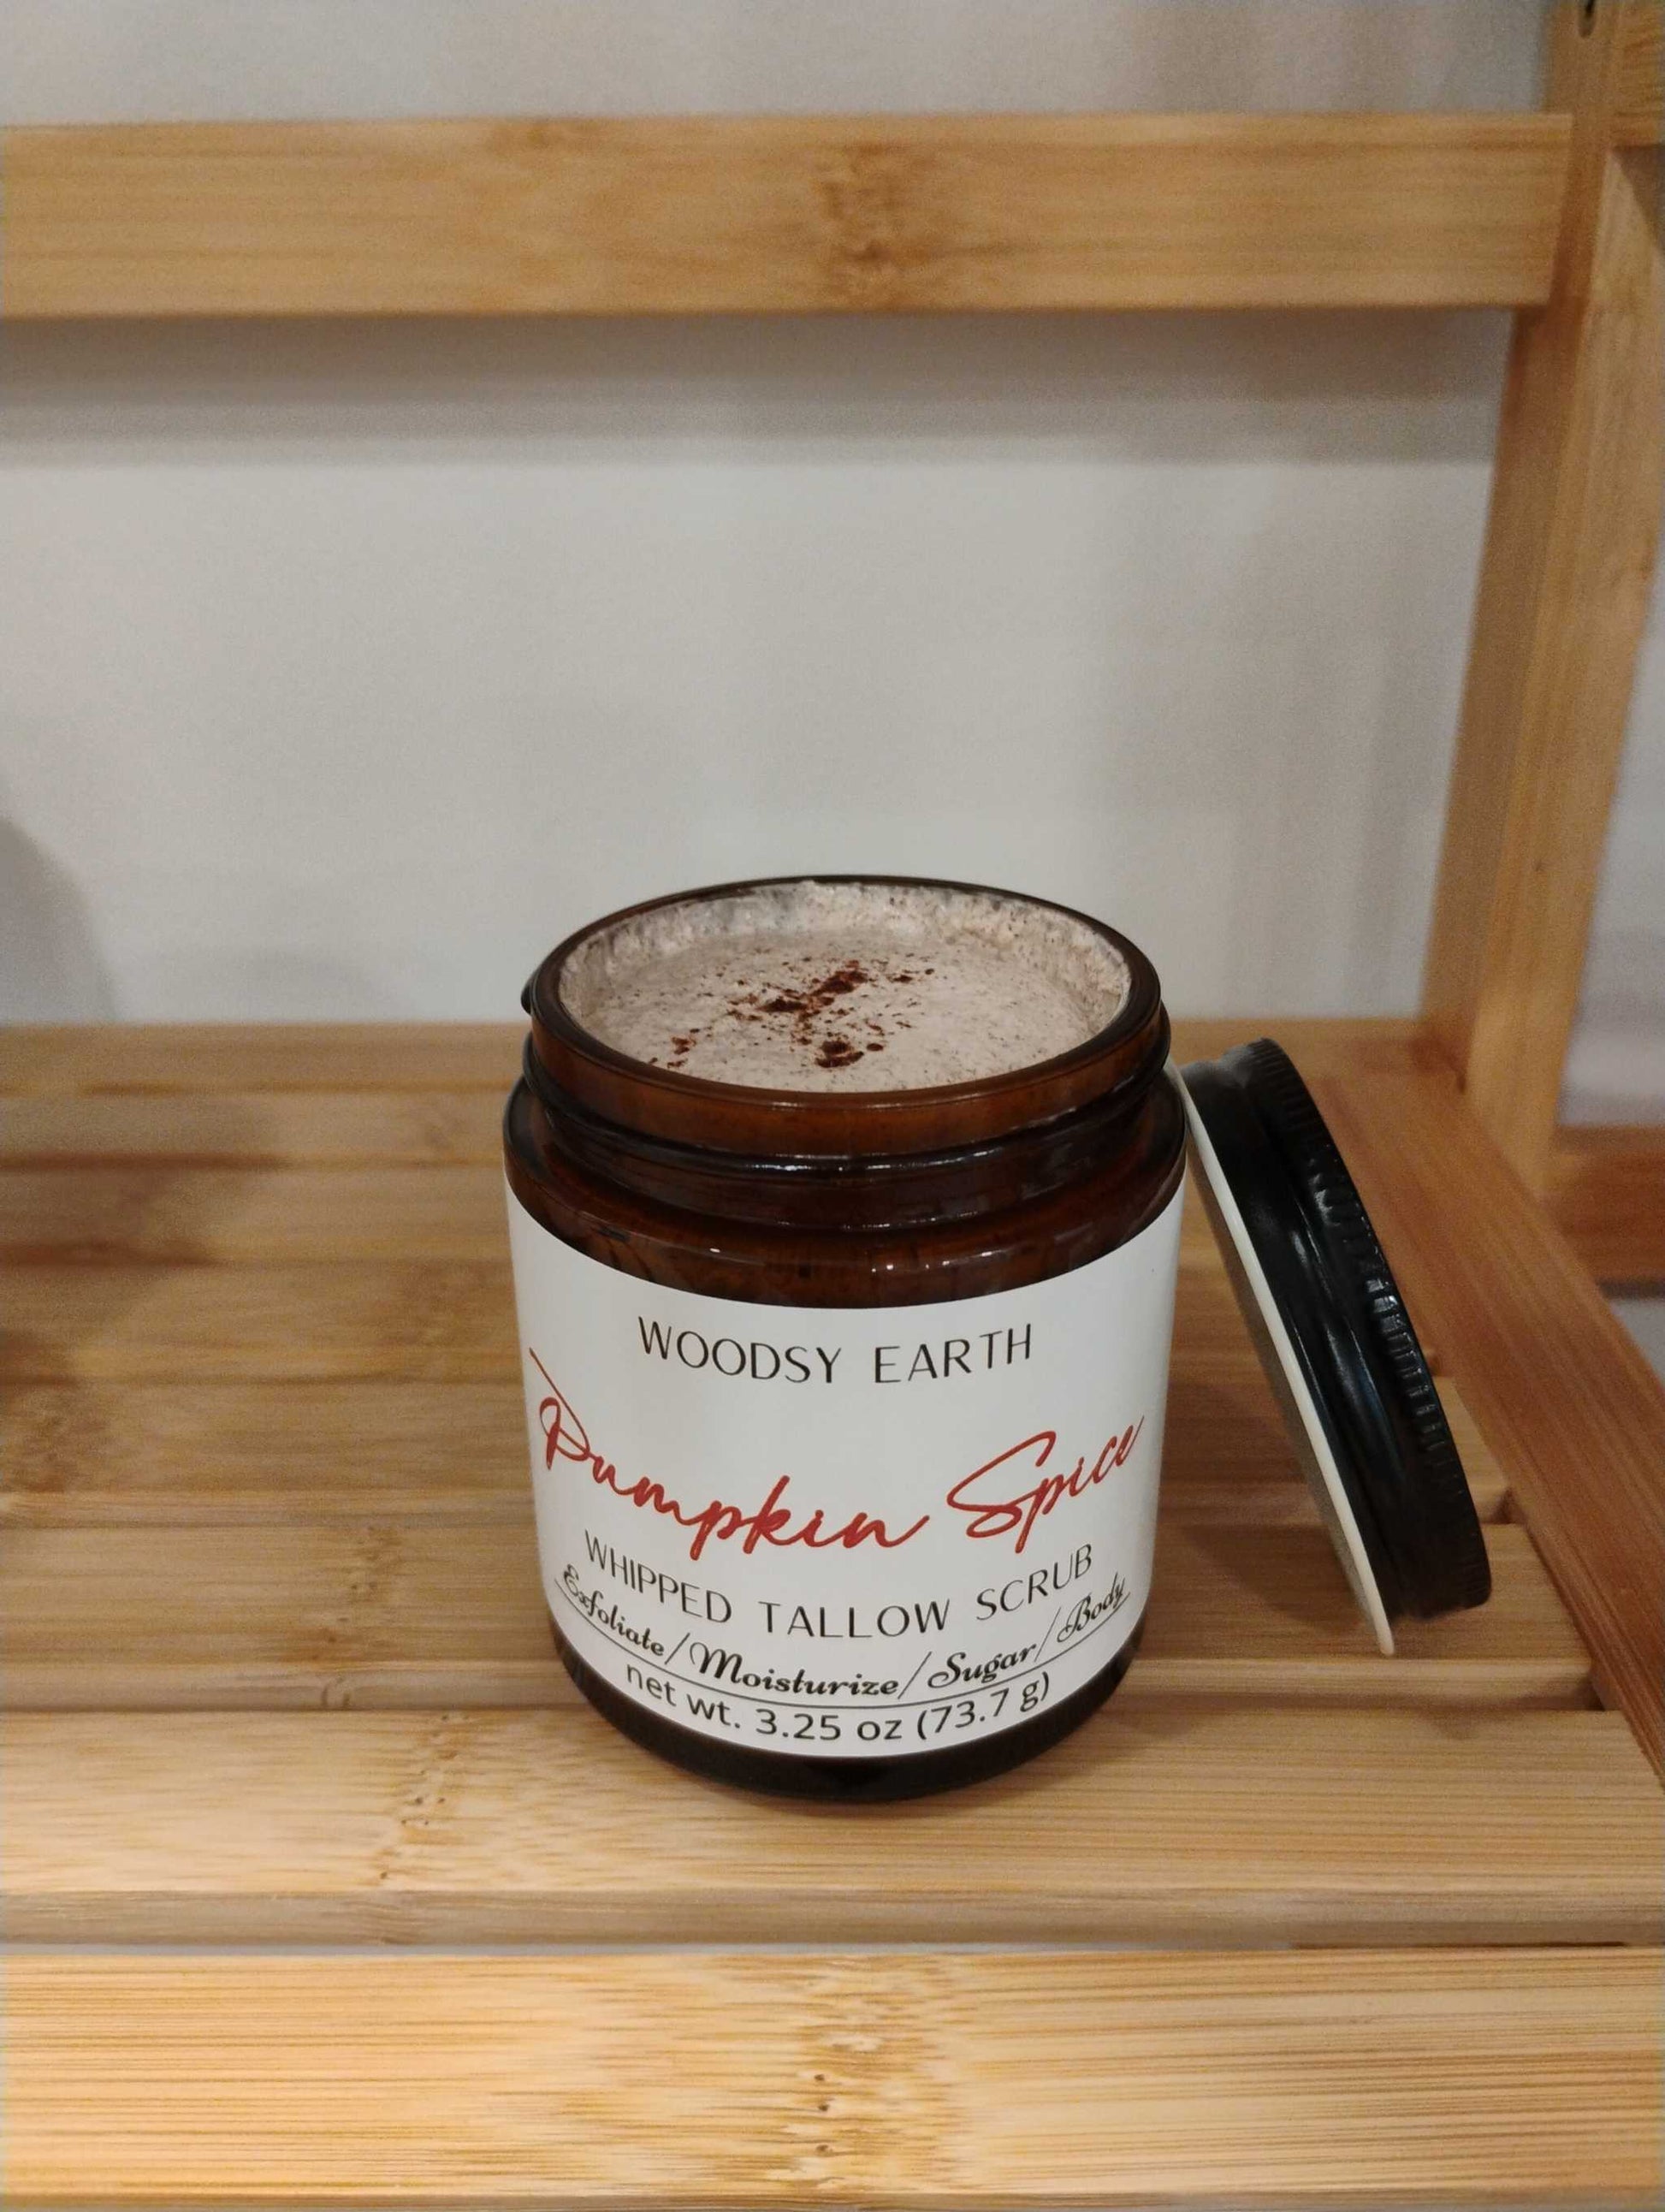 WOODSY EARTH
Pumpkin Spice
WHIPPED TALLOW SCRUB
Exfoliate/Moisturize/Sugar/Body
net wt. 3.25 oz (73.7 g)